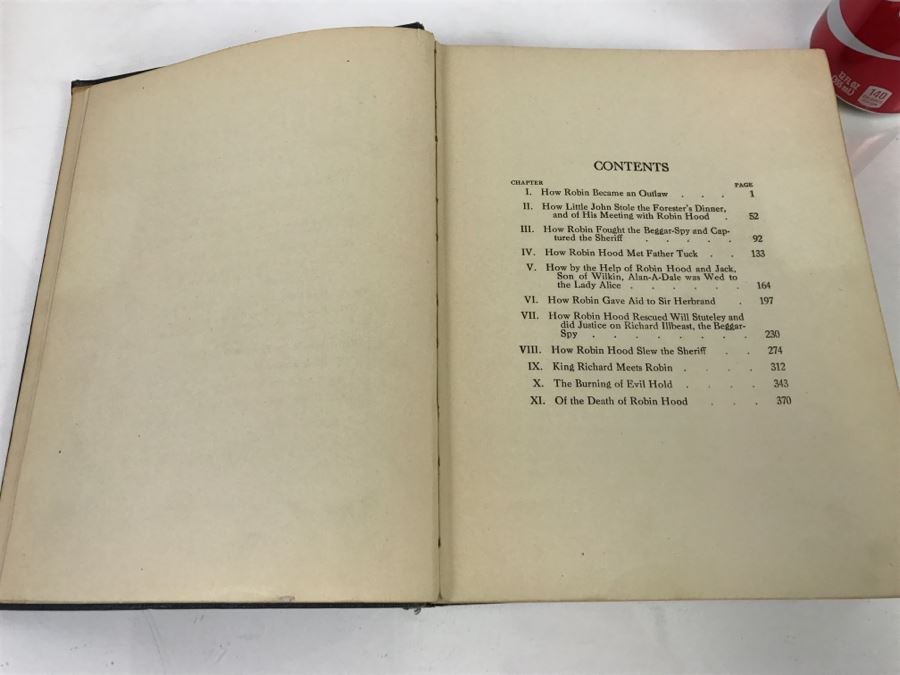 CONTENTS
CHAPTER PAGE
I. How Robin Became an Outlaw . . . 1
II. How Little John Stole the Forester's Dinner,
and of His Meeting with Robin Hood . 52
III. How Robin Fought the Beggar-Spy and Cap-
tured the Sheriff . . . . . 92
IV. How Robin Hood Met Father Tuck . . 133
V. How by the Help of Robin Hood and Jack,
Son of Wilkin, Alan-A-Dale was Wed to
the Lady Alice . . . . . . 164
VI. How Robin Gave Aid to Sir Herbrand . 197
VII. How Robin Hood Rescued Will Stuteley and
did Justice on Richard Illbeast, the Beggar-
Spy . . . . . . . . 230
VIII. How Robin Hood Slew the Sheriff . . 274
IX. King Richard Meets Robin . . . . 312
X. The Burning of Evil Hold . . . . 343
XI. Of the Death of Robin Hood . . . 370
12 FL OZ
(355 mL)
140